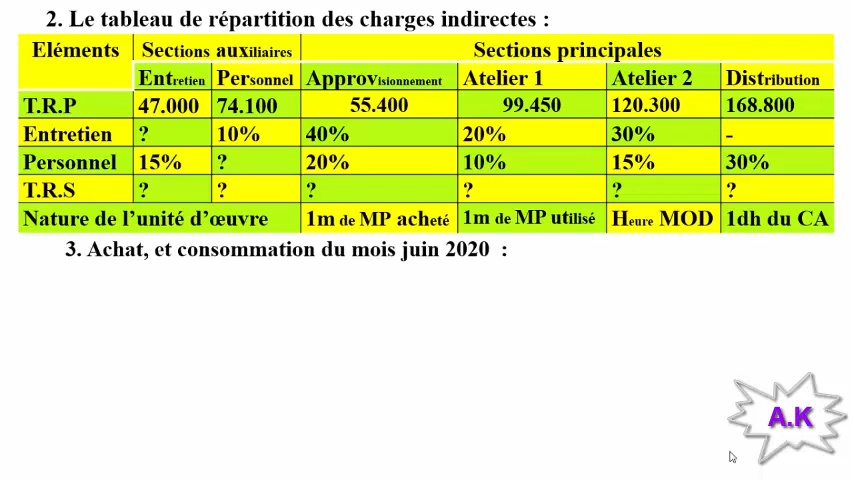 2. Le tableau de répartition des charges indirectes :
Eléments Sections auxiliaires Sections principales
Entretien Personnel Approvisionnement Atelier 1 Atelier 2 Distribution
T.R.P 47.000 74.100 55.400 99.450 120.300 168.800
Entretien ? 10% 40% 20% 30% -
Personnel 15% ? 20% 10% 15% 30%
T.R.S ? ? ? ? ? ?
Nature de l’unité d’œuvre 1m de MP acheté 1m de MP utilisé Heure MOD 1dh du CA
3. Achat, et consommation du mois juin 2020 :
A.K